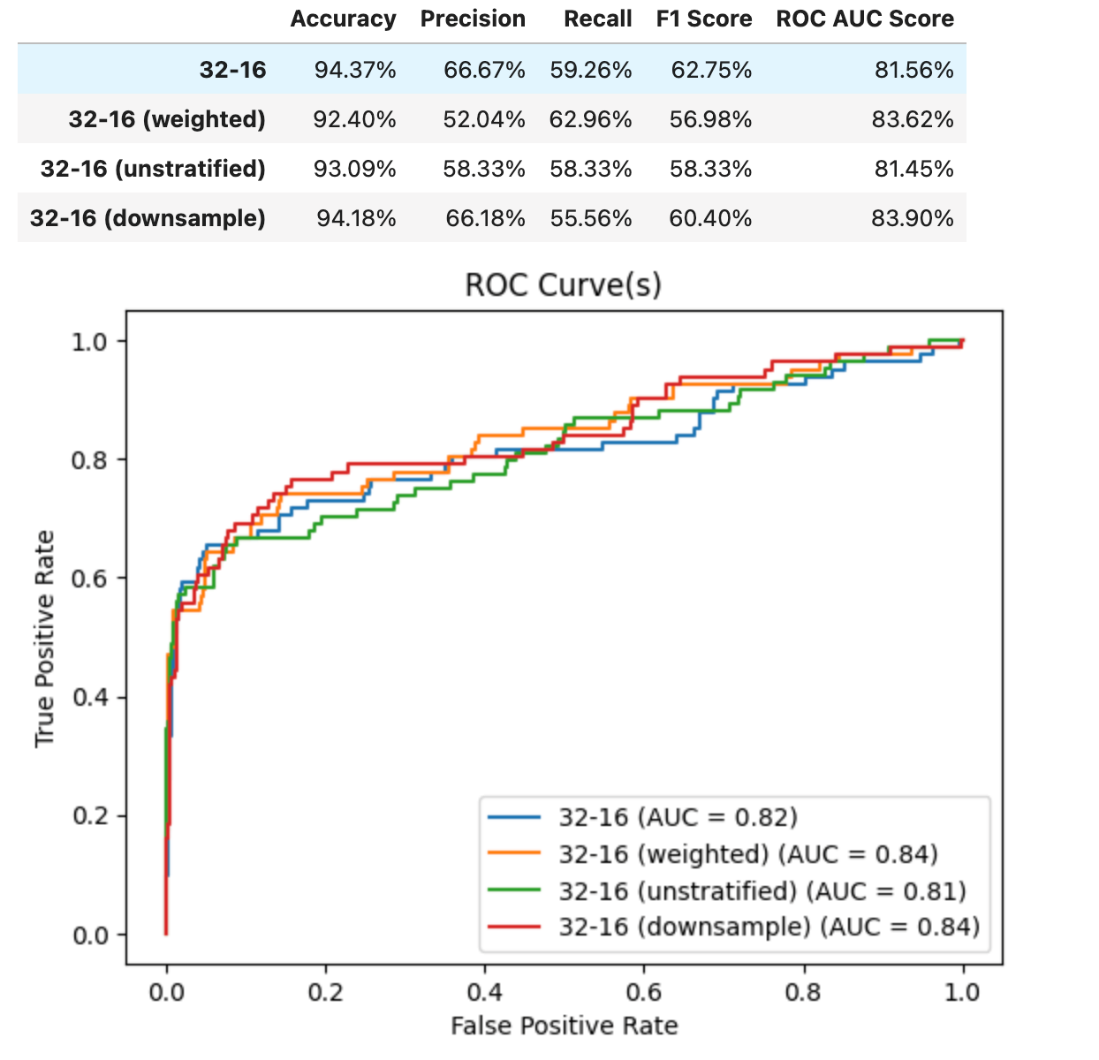 Accuracy Precision Recall F1 Score ROC AUC Score
32-16 94.37% 66.67% 59.26% 62.75% 81.56%
32-16 (weighted) 92.40% 52.04% 62.96% 56.98% 83.62%
32-16 (unstratified) 93.09% 58.33% 58.33% 58.33% 81.45%
32-16 (downsample) 94.18% 66.18% 55.56% 60.40% 83.90%
ROC Curve(s)
1.0
0.8
0.6
0.4
0.2
0.0
True Positive Rate
32-16 (AUC = 0.82)
32-16 (weighted) (AUC = 0.84)
32-16 (unstratified) (AUC = 0.81)
32-16 (downsample) (AUC = 0.84)
0.0 0.2 0.4 0.6 0.8 1.0
False Positive Rate